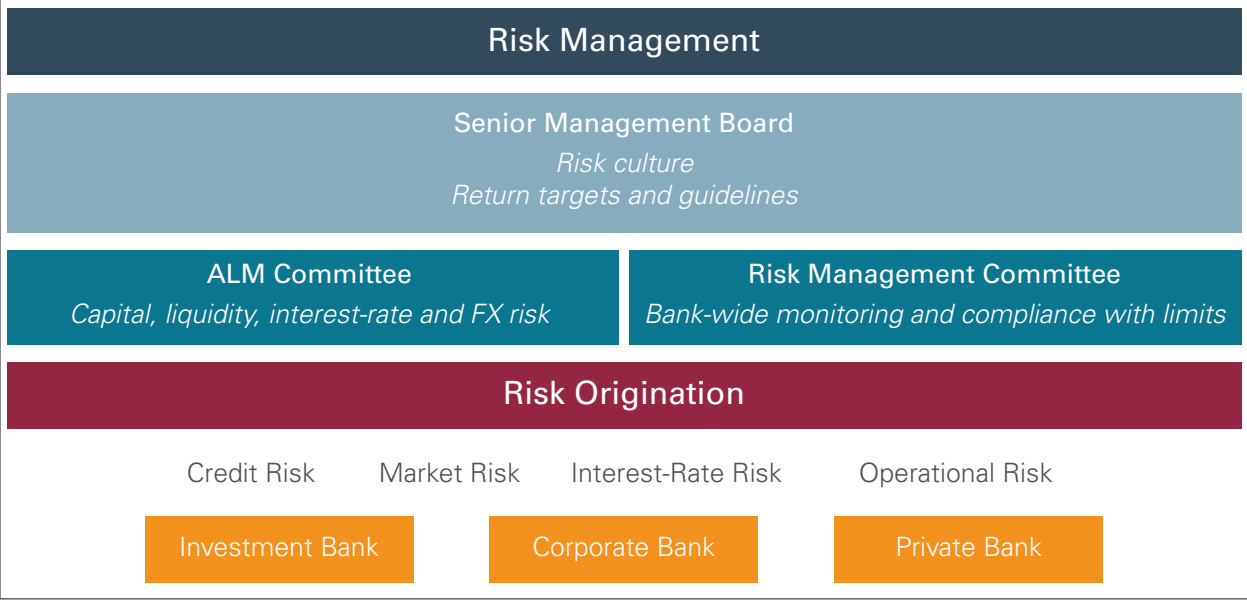 Risk Management
Senior Management Board
Risk culture
Return targets and guidelines
ALM Committee
Capital, liquidity, interest-rate and FX risk
Risk Management Committee
Bank-wide monitoring and compliance with limits
Risk Origination
Credit Risk
Market Risk
Interest-Rate Risk
Operational Risk
Investment Bank
Corporate Bank
Private Bank